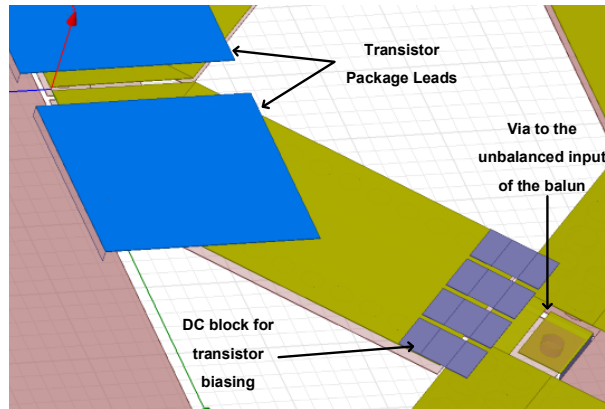 Transistor
Package Leads
Via to the
unbalanced input
of the balun
DC block for
transistor
biasing